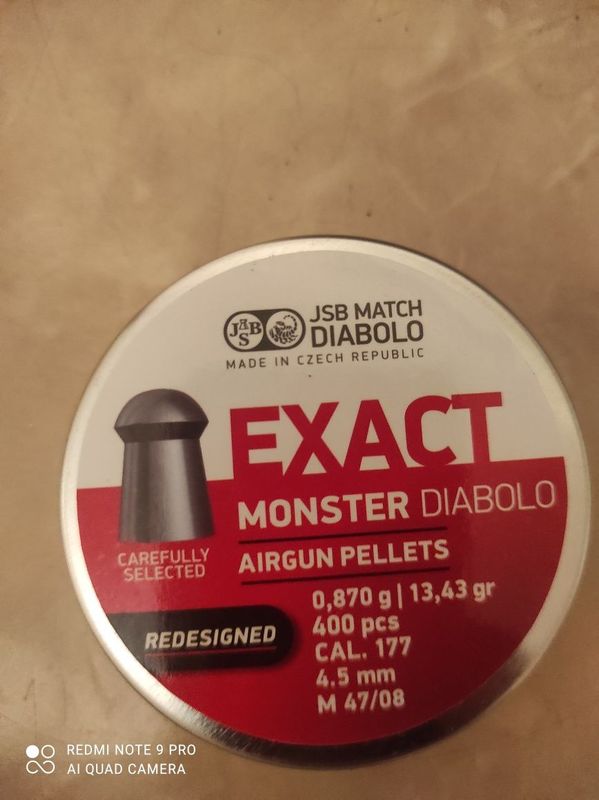 JSB
JSB MATCH
DIABOLO
MADE IN CZECH REPUBLIC
EXACT
MONSTER DIABOLO
AIRGUN PELLETS
CAREFULLY
SELECTED
0,870 g | 13,43 gr
400 pcs
CAL. 177
4.5 mm
M 47/08
REDESIGNED
REDMI NOTE 9 PRO
AI QUAD CAMERA